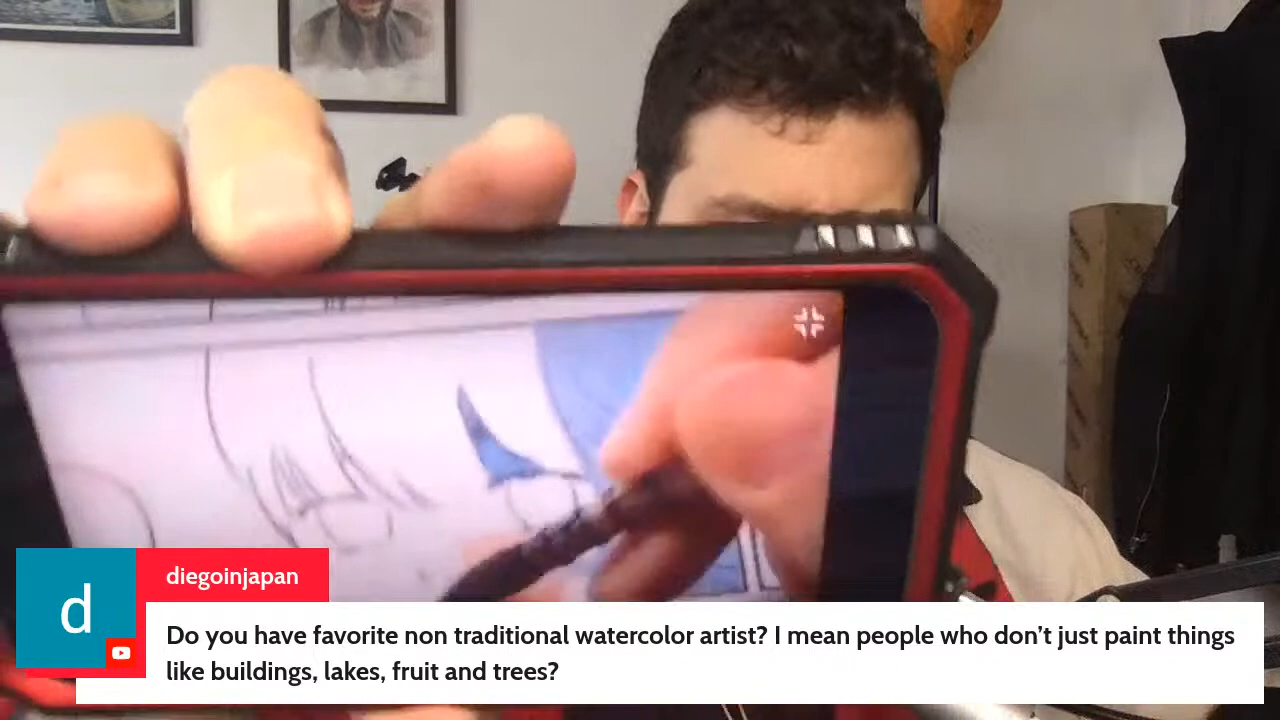 d
diegoinjapan
Do you have favorite non traditional watercolor artist? I mean people who don't just paint things
like buildings, lakes, fruit and trees?